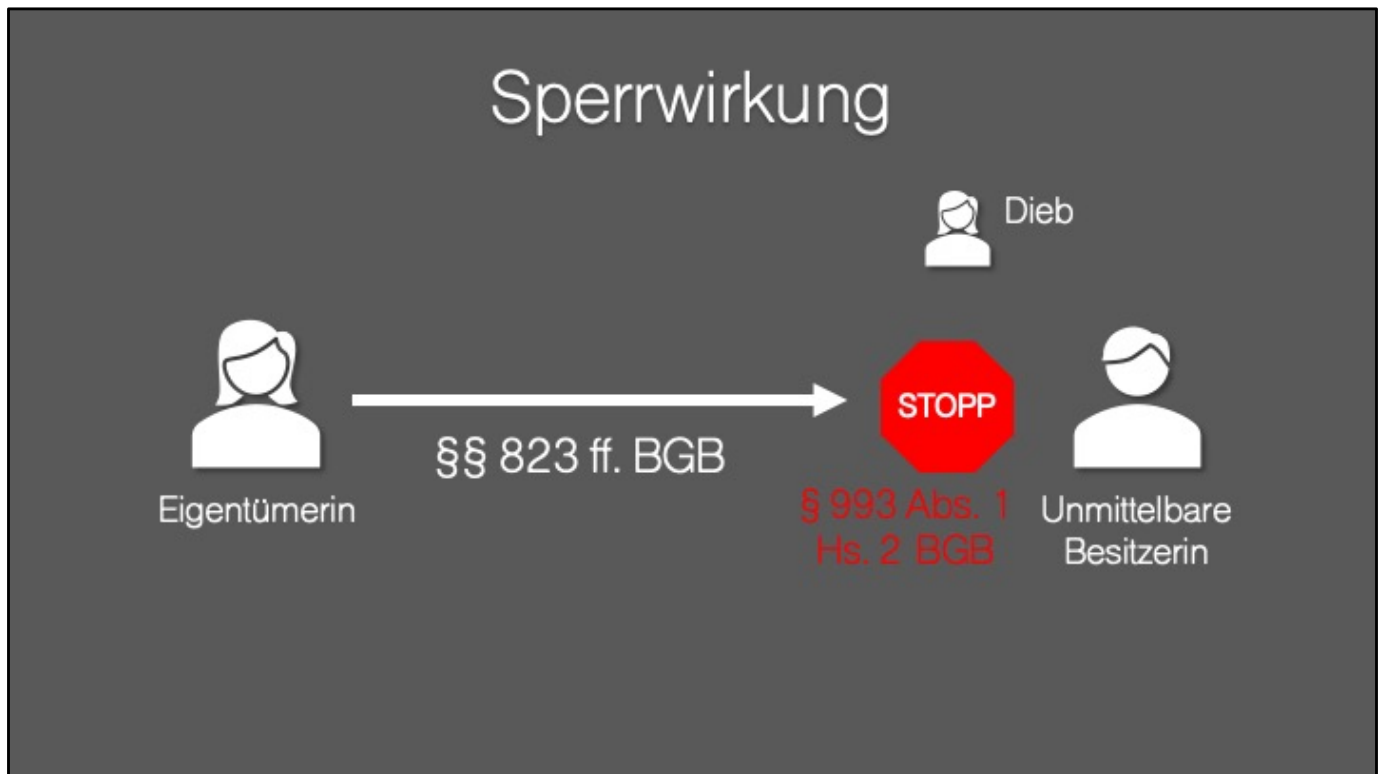 Sperrwirkung
Dieb
STOPP
§§ 823 ff. BGB
Eigentümerin
§ 993 Abs. 1
Hs. 2 BGB
Unmittelbare
Besitzerin